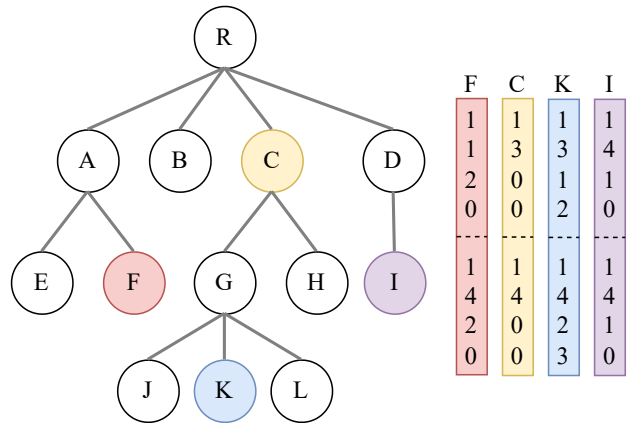 R
F C K I
A B C D
1 1 1 1
1 3 3 4
2 0 1 1
0 0 2 0
E F G H I
1 1 1 1
4 4 4 4
2 0 2 1
0 0 3 0
J K L